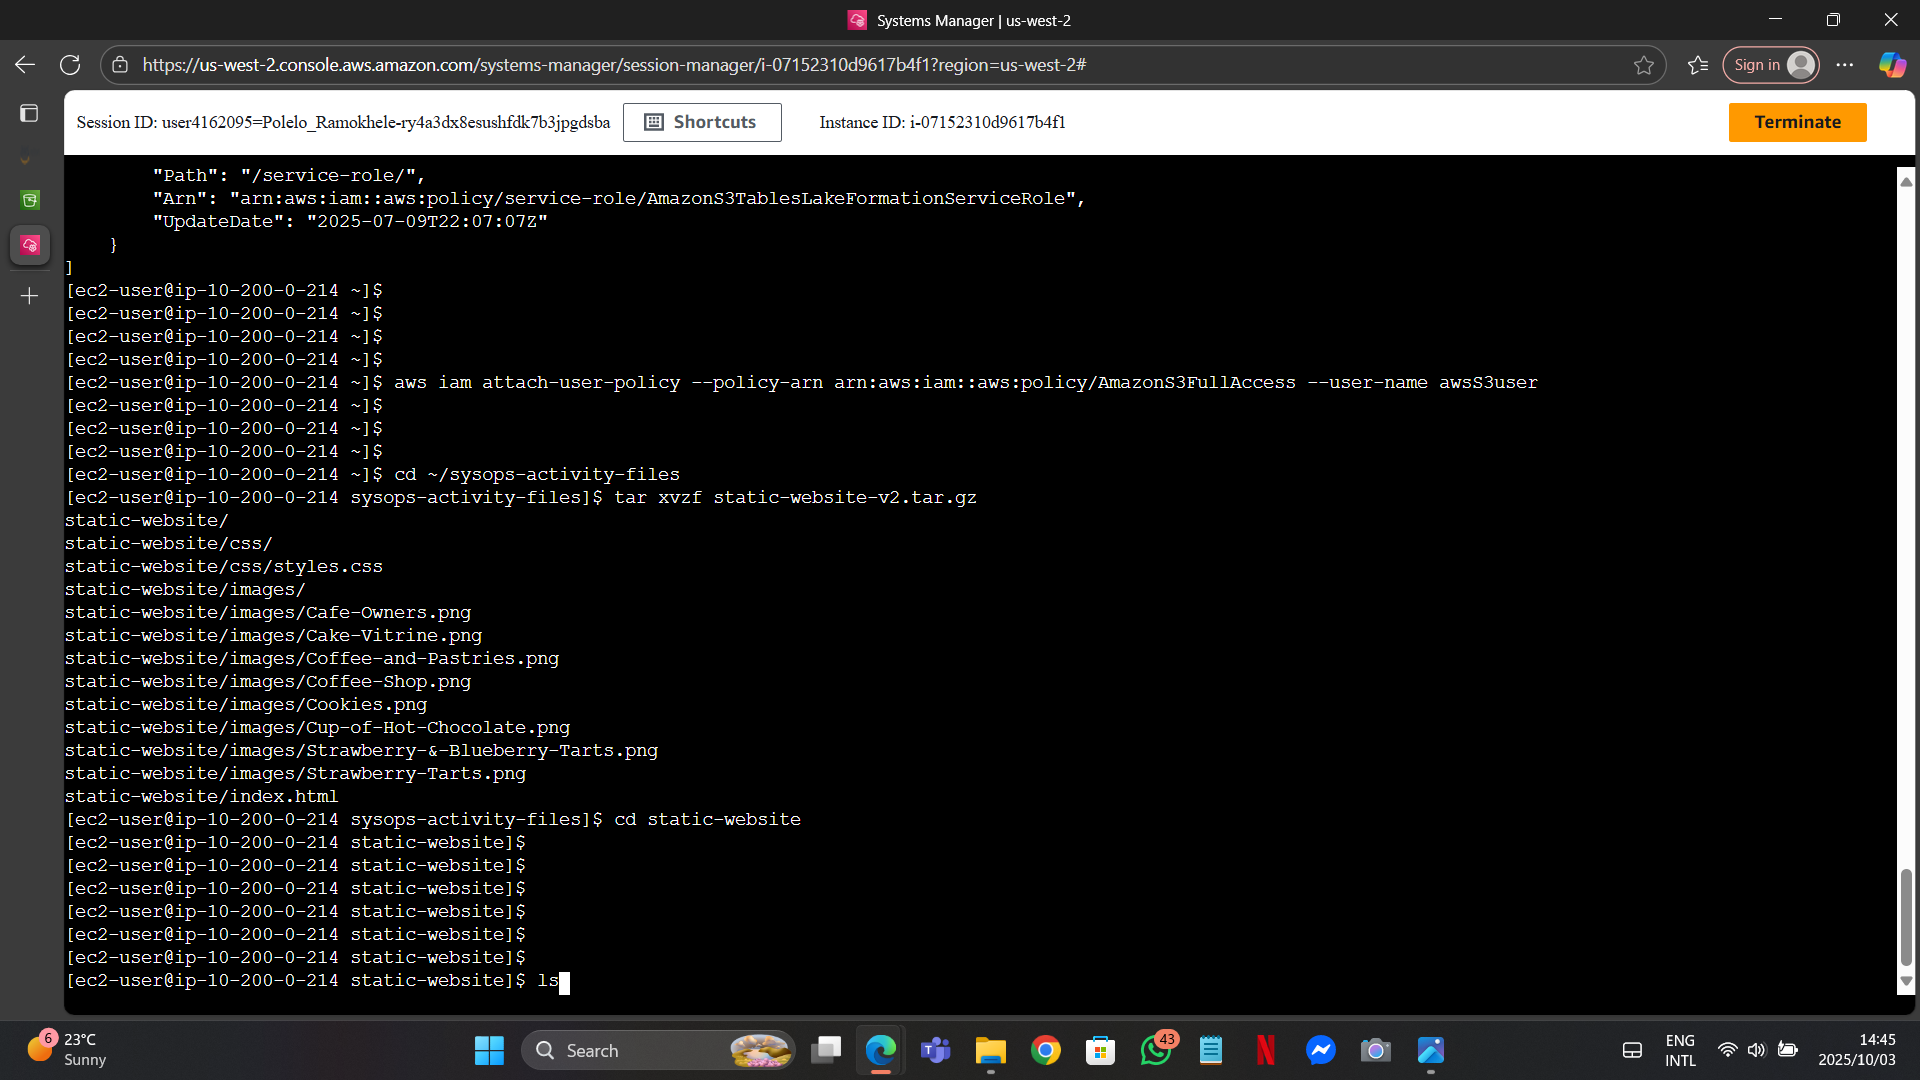 Systems Manager | us-west-2
https://us-west-2.console.aws.amazon.com/systems-manager/session-manager/i-07152310d9617b4f1?region=us-west-2#
Sign in
Session ID: user4162095=Polelo_Ramokhele-ry4a3dx8esushfdk7b3jpgdsba
Shortcuts
Instance ID: i-07152310d9617b4f1
Terminate
"Path": "/service-role/",
"Arn": "arn:aws:iam::aws:policy/service-role/AmazonS3TablesLakeFormationServiceRole",
"UpdateDate": "2025-07-09T22:07:07Z"
}
]
[ec2-user@ip-10-200-0-214 ~]$
[ec2-user@ip-10-200-0-214 ~]$
[ec2-user@ip-10-200-0-214 ~]$
[ec2-user@ip-10-200-0-214 ~]$
[ec2-user@ip-10-200-0-214 ~]$ aws iam attach-user-policy --policy-arn arn:aws:iam::aws:policy/AmazonS3FullAccess --user-name awsS3user
[ec2-user@ip-10-200-0-214 ~]$
[ec2-user@ip-10-200-0-214 ~]$
[ec2-user@ip-10-200-0-214 ~]$
[ec2-user@ip-10-200-0-214 ~]$ cd ~/sysops-activity-files
[ec2-user@ip-10-200-0-214 sysops-activity-files]$ tar xvzf static-website-v2.tar.gz
static-website/
static-website/css/
static-website/css/styles.css
static-website/images/
static-website/images/Cafe-Owners.png
static-website/images/Cake-Vitrine.png
static-website/images/Coffee-and-Pastries.png
static-website/images/Coffee-Shop.png
static-website/images/Cookies.png
static-website/images/Cup-of-Hot-Chocolate.png
static-website/images/Strawberry-&-Blueberry-Tarts.png
static-website/images/Strawberry-Tarts.png
static-website/index.html
[ec2-user@ip-10-200-0-214 sysops-activity-files]$ cd static-website
[ec2-user@ip-10-200-0-214 static-website]$
[ec2-user@ip-10-200-0-214 static-website]$
[ec2-user@ip-10-200-0-214 static-website]$
[ec2-user@ip-10-200-0-214 static-website]$
[ec2-user@ip-10-200-0-214 static-website]$
[ec2-user@ip-10-200-0-214 static-website]$
[ec2-user@ip-10-200-0-214 static-website]$ ls
6
23°C
Sunny
Search
43
ENG
INTL
14:45
2025/10/03